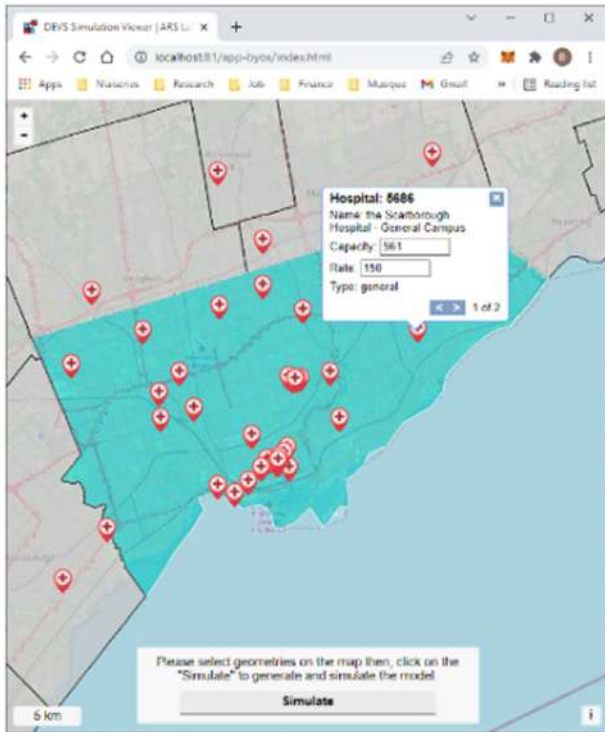 DEVS Simulation Viewer | ARS La
localhost:81/app-byos/index.html
Apps Niaiseries Research Job Finance Musique Gmail » Reading list
+
-
Hospital: 5686
Name: the Scarborough
Hospital - General Campus
Capacity: 561
Rate: 150
Type: general
< > 1 of 2
Please select geometries on the map then, click on the
"Simulate" to generate and simulate the model
Simulate
5 km
i